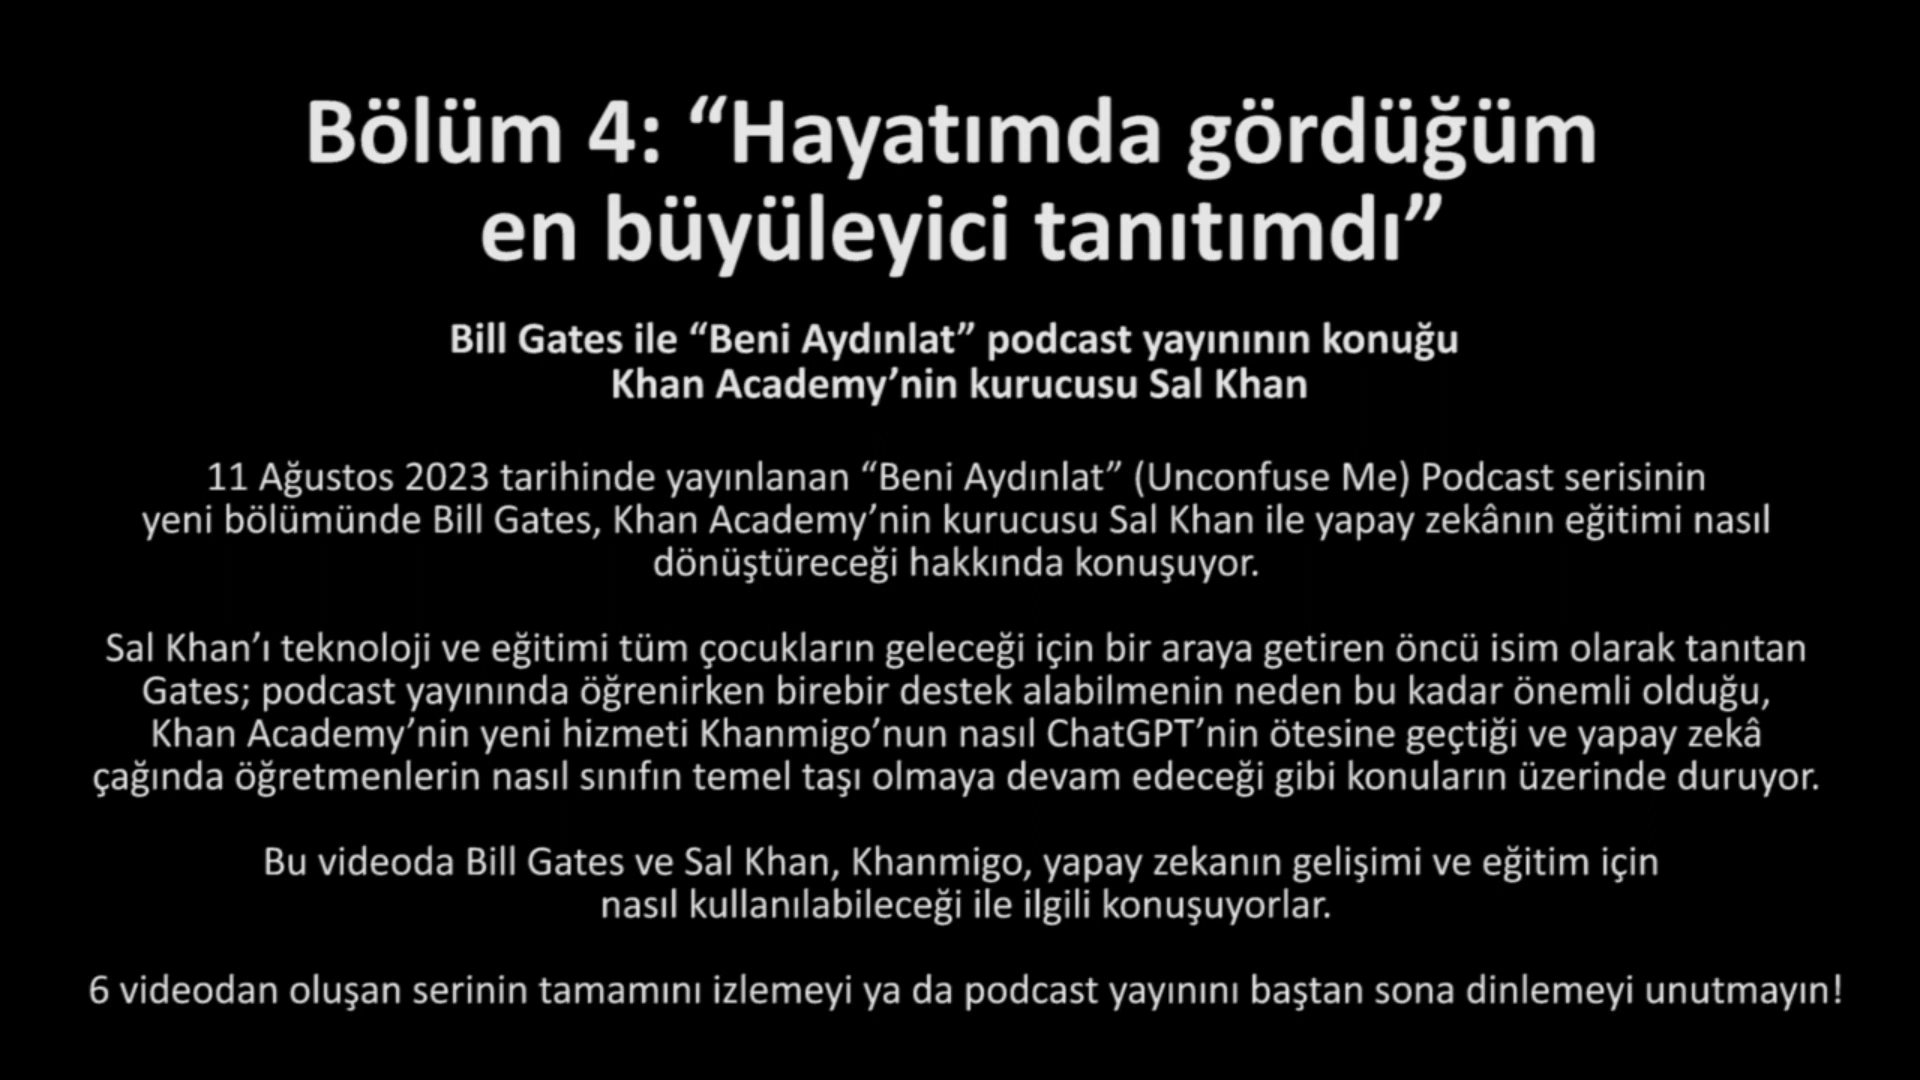 Bölüm 4: “Hayatımda gördüğüm
en büyüleyici tanıtımdı”
Bill Gates ile “Beni Aydınlat” podcast yayınının konuğu
Khan Academy’nin kurucusu Sal Khan
11 Ağustos 2023 tarihinde yayınlanan “Beni Aydınlat” (Unconfuse Me) Podcast serisinin
yeni bölümünde Bill Gates, Khan Academy’nin kurucusu Sal Khan ile yapay zekânın eğitimi nasıl
dönüştüreceği hakkında konuşuyor.
Sal Khan’ı teknoloji ve eğitimi tüm çocukların geleceği için bir araya getiren öncü isim olarak tanıtan
Gates; podcast yayınında öğrenirken birebir destek alabilmenin neden bu kadar önemli olduğu,
Khan Academy’nin yeni hizmeti Khanmigo’nun nasıl ChatGPT’nin ötesine geçtiği ve yapay zekâ
çağında öğretmenlerin nasıl sınıfın temel taşı olmaya devam edeceği gibi konuların üzerinde duruyor.
Bu videoda Bill Gates ve Sal Khan, Khanmigo, yapay zekanın gelişimi ve eğitim için
nasıl kullanılabileceği ile ilgili konuşuyorlar.
6 videodan oluşan serinin tamamını izlemeyi ya da podcast yayınını baştan sona dinlemeyi unutmayın!